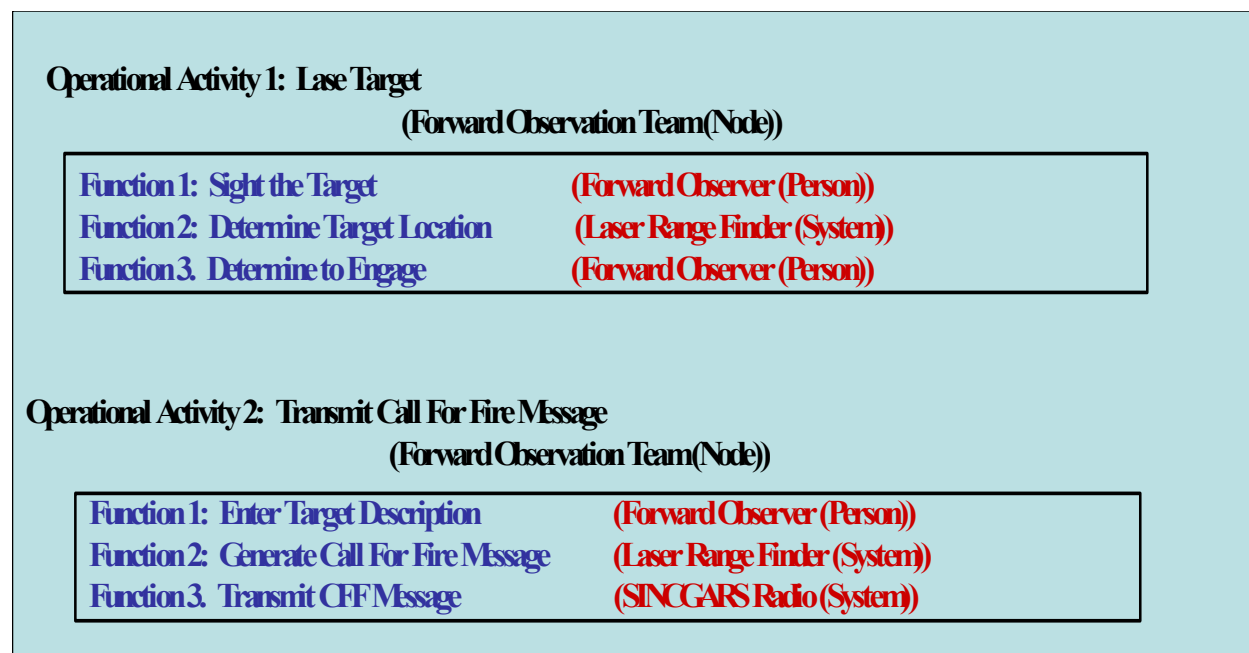 Operational Activity 1: Lase Target
(Forward Observation Team (Node))
Function 1: Sight the Target (Forward Observer (Person))
Function 2: Determine Target Location (Laser Range Finder (System))
Function 3. Determine to Engage (Forward Observer (Person))
Operational Activity 2: Transmit Call For Fire Message
(Forward Observation Team (Node))
Function 1: Enter Target Description (Forward Observer (Person))
Function 2: Generate Call For Fire Message (Laser Range Finder (System))
Function 3. Transmit CFF Message (SINCGARS Radio (System))